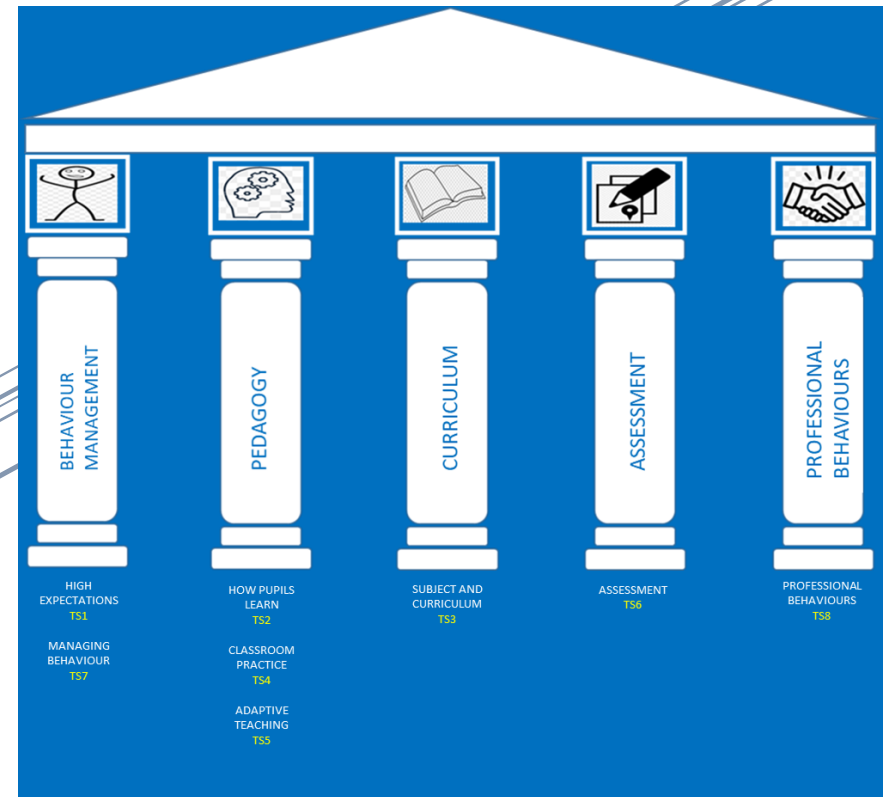 BEHAVIOUR
MANAGEMENT
PEDAGOGY
CURRICULUM
ASSESSMENT
PROFESSIONAL
BEHAVIOURS
HIGH
EXPECTATIONS
TS1
MANAGING
BEHAVIOUR
TS7
HOW PUPILS
LEARN
TS2
CLASSROOM
PRACTICE
TS4
ADAPTIVE
TEACHING
TS5
SUBJECT AND
CURRICULUM
TS3
ASSESSMENT
TS6
PROFESSIONAL
BEHAVIOURS
TS8